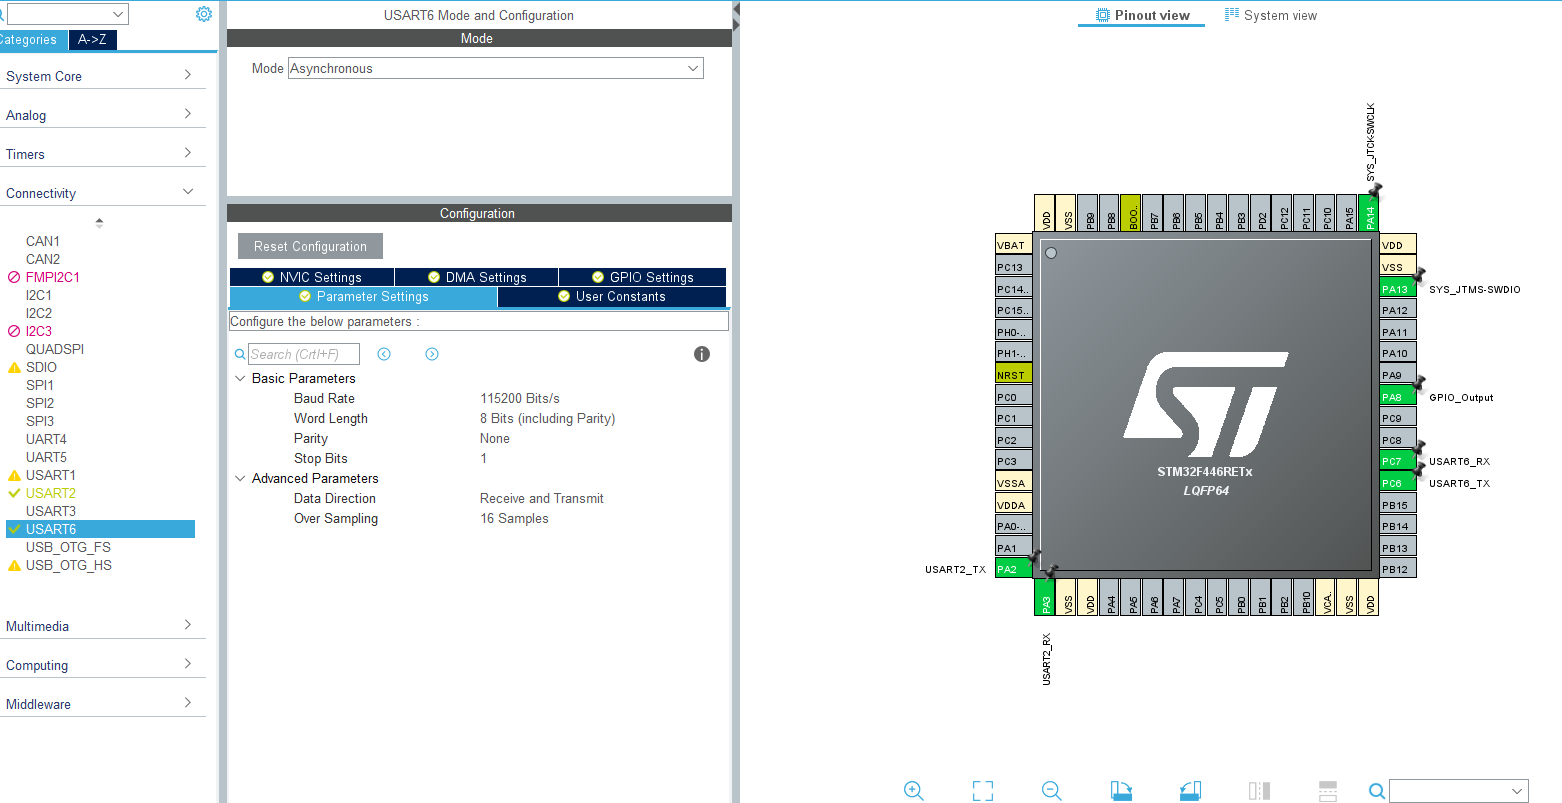 Categories
A->Z
System Core
Analog
Timers
Connectivity
CAN1
CAN2
FMPI2C1
I2C1
I2C2
I2C3
QUADSPI
SDIO
SPI1
SPI2
SPI3
UART4
UART5
USART1
USART2
USART3
USART6
USB_OTG_FS
USB_OTG_HS
Multimedia
Computing
Middleware
USART6 Mode and Configuration
Mode
Mode Asynchronous
Configuration
Reset Configuration
NVIC Settings
DMA Settings
GPIO Settings
Parameter Settings
User Constants
Configure the below parameters :
Search (Crtl+F)
Basic Parameters
Baud Rate 115200 Bits/s
Word Length 8 Bits (including Parity)
Parity None
Stop Bits 1
Advanced Parameters
Data Direction Receive and Transmit
Over Sampling 16 Samples
Pinout view
System view
SYS_JTCK-SWCLK
VDD
VSS
PB9
PB8
BOO..
PB7
PB6
PB5
PB4
PB3
PD2
PC12
PC11
PC10
PA15
PA14
VBAT
PC13
PC14..
PC15..
PH0-..
PH1-..
NRST
PC0
PC1
PC2
PC3
VSSA
VDDA
PA0-..
PA1
USART2_TX PA2
STM32F446RETx
LQFP64
VDD
VSS
PA13 SYS_JTMS-SWDIO
PA12
PA11
PA10
PA9
PA8 GPIO_Output
PC9
PC8
PC7 USART6_RX
PC6 USART6_TX
PB15
PB14
PB13
PB12
PA3
VSS
VDD
PA4
PA5
PA6
PA7
PC4
PC5
PB0
PB1
PB2
PB10
VCA..
VSS
VDD
USART2_RX